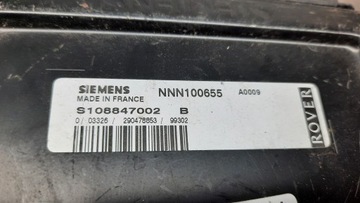 SIEMENS NNN100655 A0009
MADE IN FRANCE
S108847002 B
0/ 03326 / 290478853 / 99302
ROVER